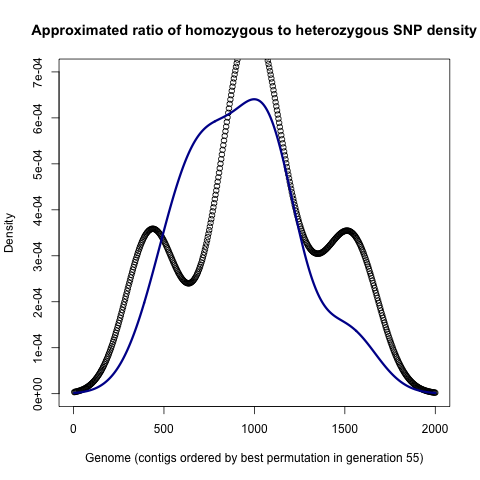 Approximated ratio of homozygous to heterozygous SNP density
7e-04
6e-04
5e-04
4e-04
3e-04
2e-04
1e-04
0e+00
Density
0 500 1000 1500 2000
Genome (contigs ordered by best permutation in generation 55)